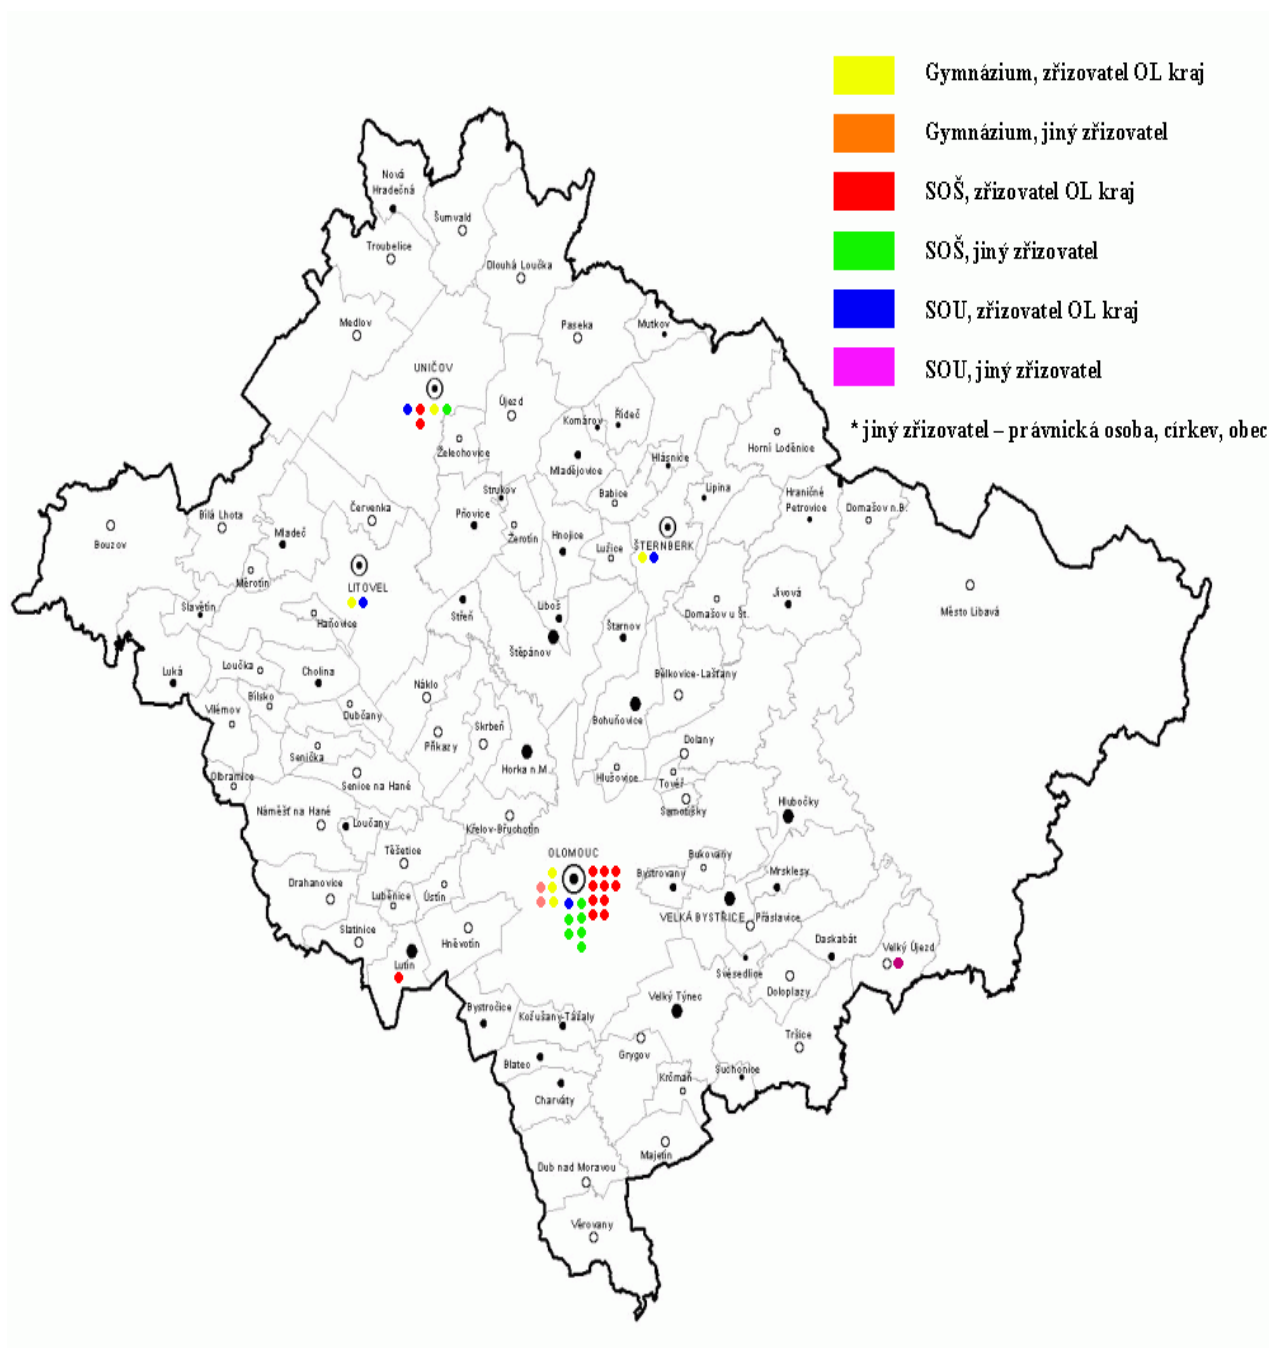 Gymnázium, zřizovatel OL kraj
Gymnázium, jiný zřizovatel
SOŠ, zřizovatel OL kraj
SOŠ, jiný zřizovatel
SOU, zřizovatel OL kraj
SOU, jiný zřizovatel
* jiný zřizovatel – právnická osoba, církev, obec
Nová
Hradečná
Šumvald
Troubelice
Dlouhá Loučka
Medlov
Paseka
Mutkov
UNIČOV
Újezd
Komárov
Řídeč
Želechovice
Horní Loděnice
Mladějovice
Hlásnice
Strukov
Babice
Lipina
Hraničné
Petrovice
Domašov n.B.
Bílá Lhota
Červenka
Pňovice
Mladeč
Žerotín
Hnojice
Lužice
ŠTERNBERK
Bouzov
Měrotín
LITOVEL
Slavětín
Haňovice
Střeň
Liboš
Domašov u Št.
Jívová
Město Libavá
Štarnov
Štěpánov
Luká
Loučka
Cholina
Náklo
Bělkovice-Lašťany
Bílsko
Vilémov
Dubčany
Skrbeň
Bohuňovice
Příkazy
Dolany
Senička
Horka n.M.
Hlušovice
Olbramice
Senice na Hané
Tovéř
Samotišky
Hlubočky
Náměšť na Hané
Loučany
Křelov-Břuchotín
Těšetice
OLOMOUC
Bukovany
Bystrovany
Mrsklesy
Drahanovice
Luběnice
Ústín
VELKÁ BYSTŘICE
Přáslavice
Slatinice
Hněvotín
Daskabát
Velký Újezd
Lutín
Svésedlice
Doloplazy
Bystročice
Kožušany-Tážaly
Velký Týnec
Tršice
Blatec
Grygov
Krčmaň
Suchonice
Charváty
Majetín
Dub nad Moravou
Věrovany